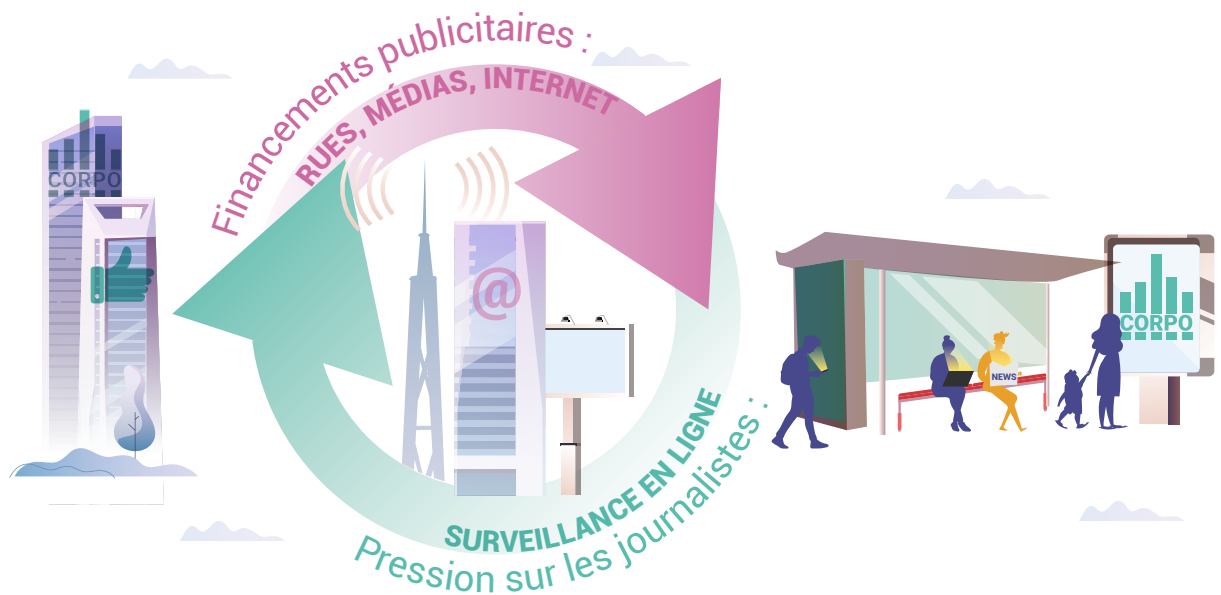 Financements publicitaires :
RUES, MÉDIAS, INTERNET
CORPO
@
SURVEILLANCE EN LIGNE
Pression sur les journalistes :
CORPO
NEWS